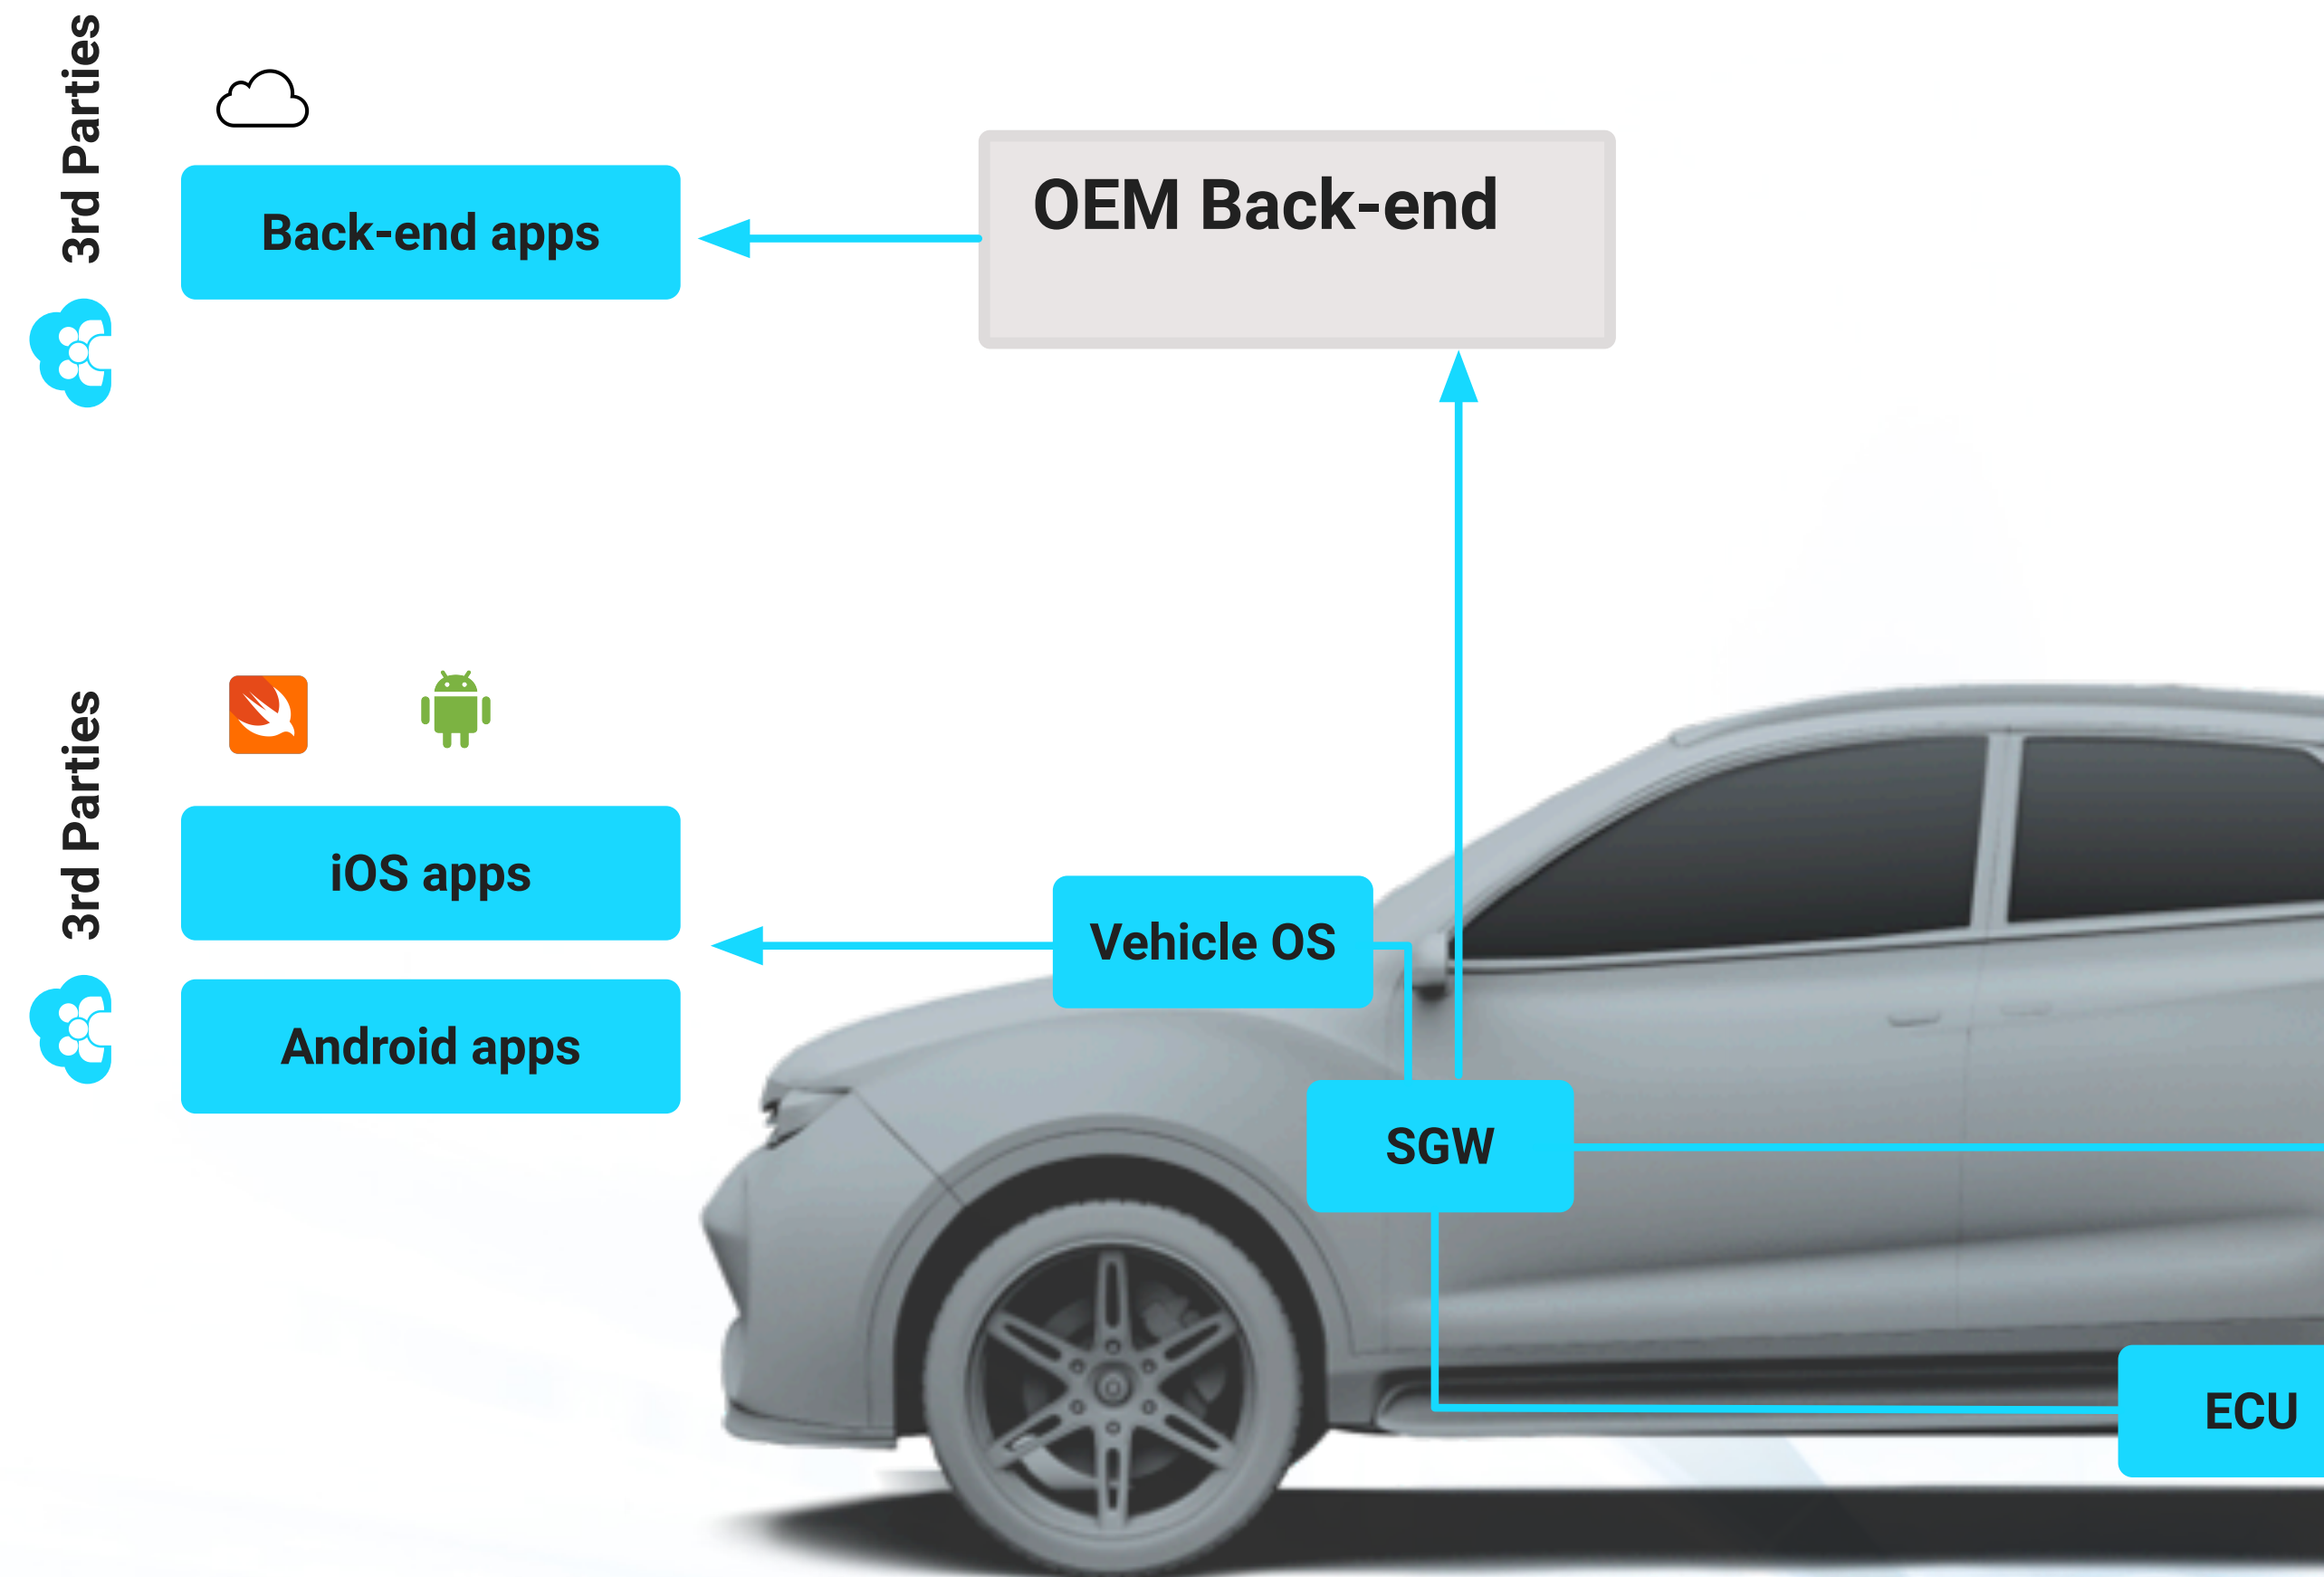 3rd Parties
Back-end apps
OEM Back-end
3rd Parties
iOS apps
Android apps
Vehicle OS
SGW
ECU